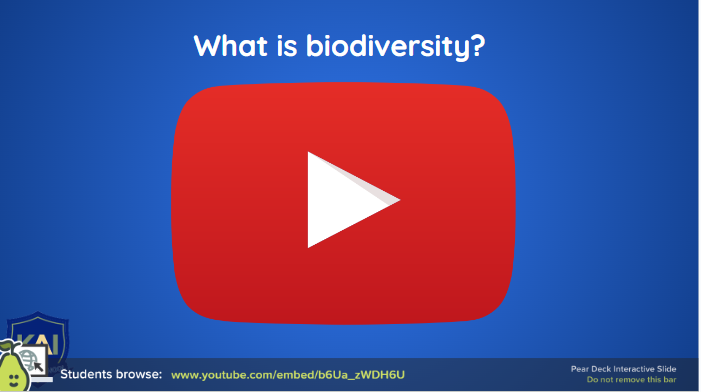 What is biodiversity?
KAI
Students browse: www.youtube.com/embed/b6Ua_zWDH6U
Pear Deck Interactive Slide
Do not remove this bar